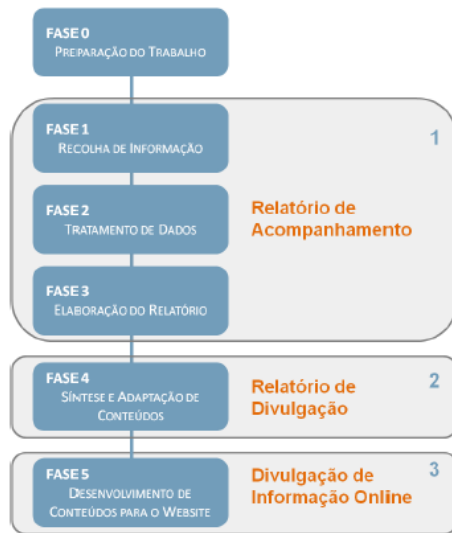 FASE 0
PREPARAÇÃO DO TRABALHO
FASE 1
RECOLHA DE INFORMAÇÃO
1
FASE 2
TRATAMENTO DE DADOS
Relatório de
Acompanhamento
FASE 3
ELABORAÇÃO DO RELATÓRIO
FASE 4
SÍNTESE E ADAPTAÇÃO DE
CONTEÚDOS
Relatório de
Divulgação
2
FASE 5
DESENVOLVIMENTO DE
CONTEÚDOS PARA O WEBSITE
Divulgação de
Informação Online
3